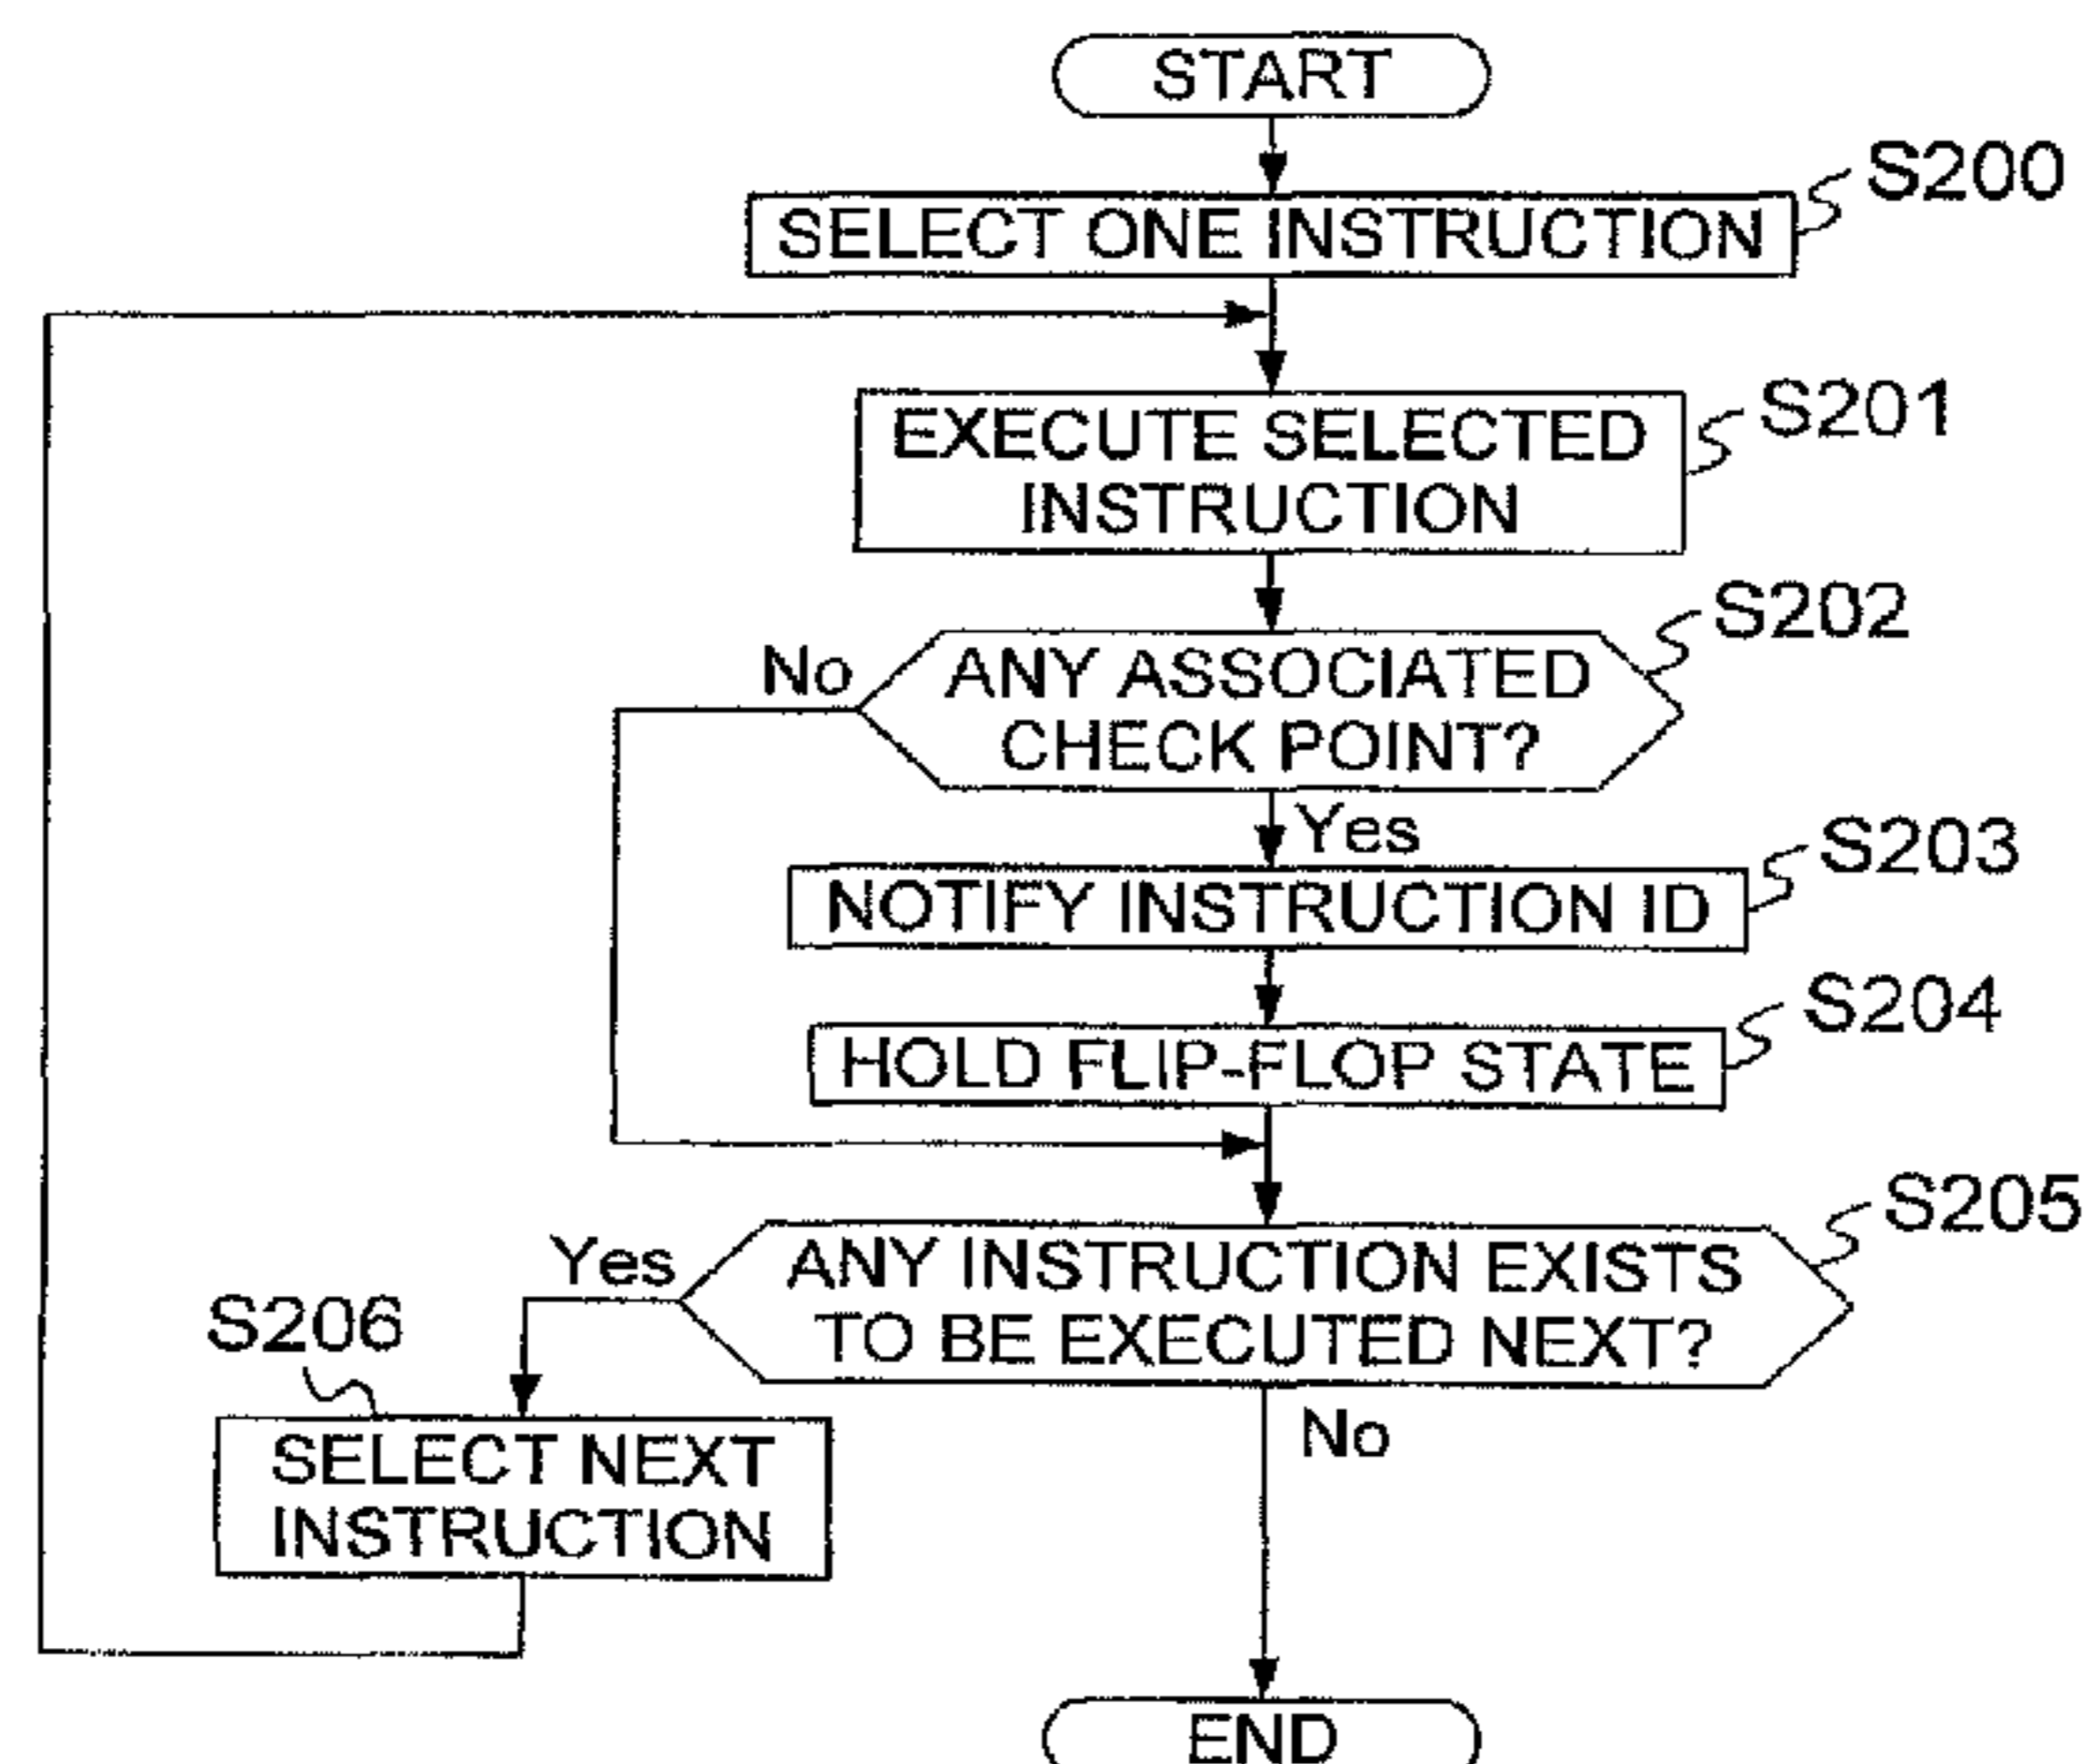 START
S200
SELECT ONE INSTRUCTION
S201
EXECUTE SELECTED
INSTRUCTION
S202
No
ANY ASSOCIATED
CHECK POINT?
Yes
S203
NOTIFY INSTRUCTION ID
S204
HOLD FLIP-FLOP STATE
S205
Yes
ANY INSTRUCTION EXISTS
TO BE EXECUTED NEXT?
S206
No
SELECT NEXT
INSTRUCTION
END